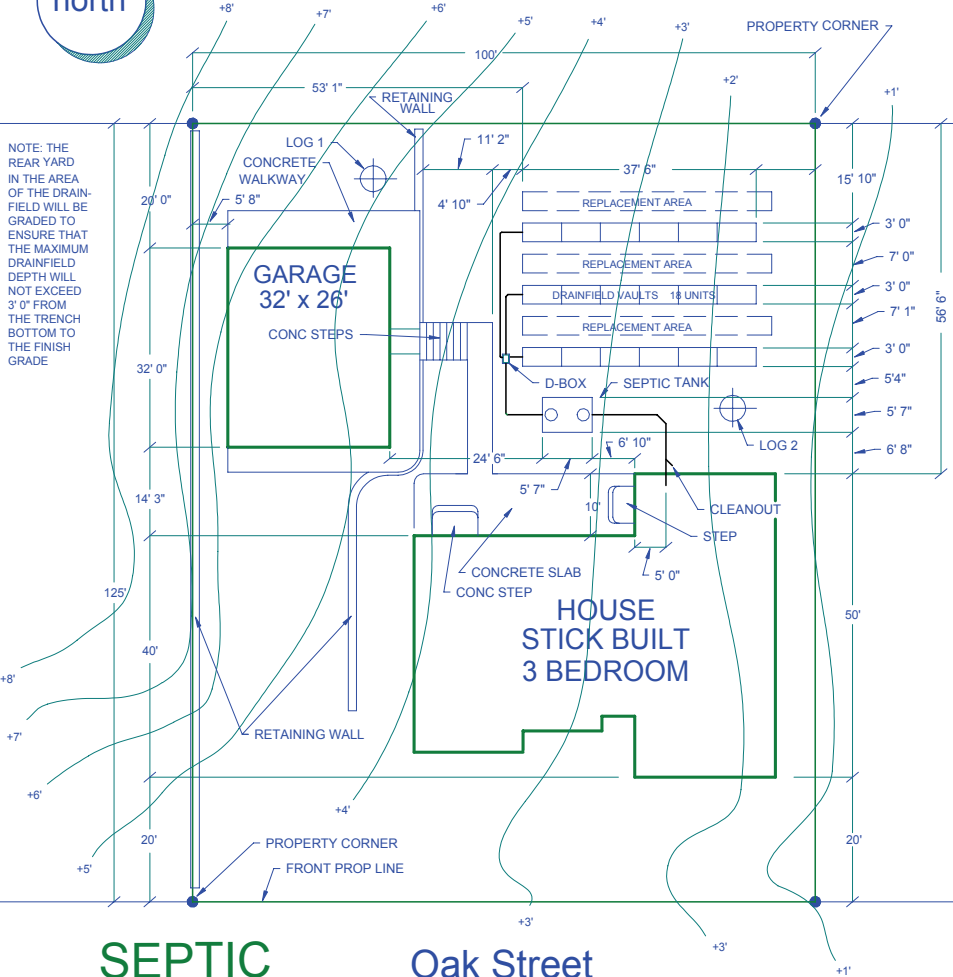 north
+8'
+7'
+6'
+5'
+4'
+3'
PROPERTY CORNER
100'
+2'
+1'
53' 1"
RETAINING
WALL
NOTE: THE
REAR YARD
IN THE AREA
OF THE DRAIN-
FIELD WILL BE
GRADED TO
ENSURE THAT
THE MAXIMUM
DRAINFIELD
DEPTH WILL
NOT EXCEED
3' 0" FROM
THE TRENCH
BOTTOM TO
THE FINISH
GRADE
LOG 1
CONCRETE
WALKWAY
11' 2"
37' 6"
15' 10"
20' 0"
5' 8"
4' 10"
REPLACEMENT AREA
3' 0"
GARAGE
32' x 26'
REPLACEMENT AREA
7' 0"
DRAINFIELD VAULTS 18 UNITS
3' 0"
56' 6"
CONC STEPS
REPLACEMENT AREA
7' 1"
32' 0"
3' 0"
D-BOX
SEPTIC TANK
5'4"
5' 7"
LOG 2
6' 8"
24' 6"
6' 10"
5' 7"
14' 3"
10'
CLEANOUT
STEP
CONCRETE SLAB
CONC STEP
5' 0"
125'
HOUSE
STICK BUILT
3 BEDROOM
50'
40'
+8'
+7'
RETAINING WALL
+6'
+4'
20'
PROPERTY CORNER
20'
+5'
FRONT PROP LINE
+3'
+3'
+1'
SEPTIC
Oak Street